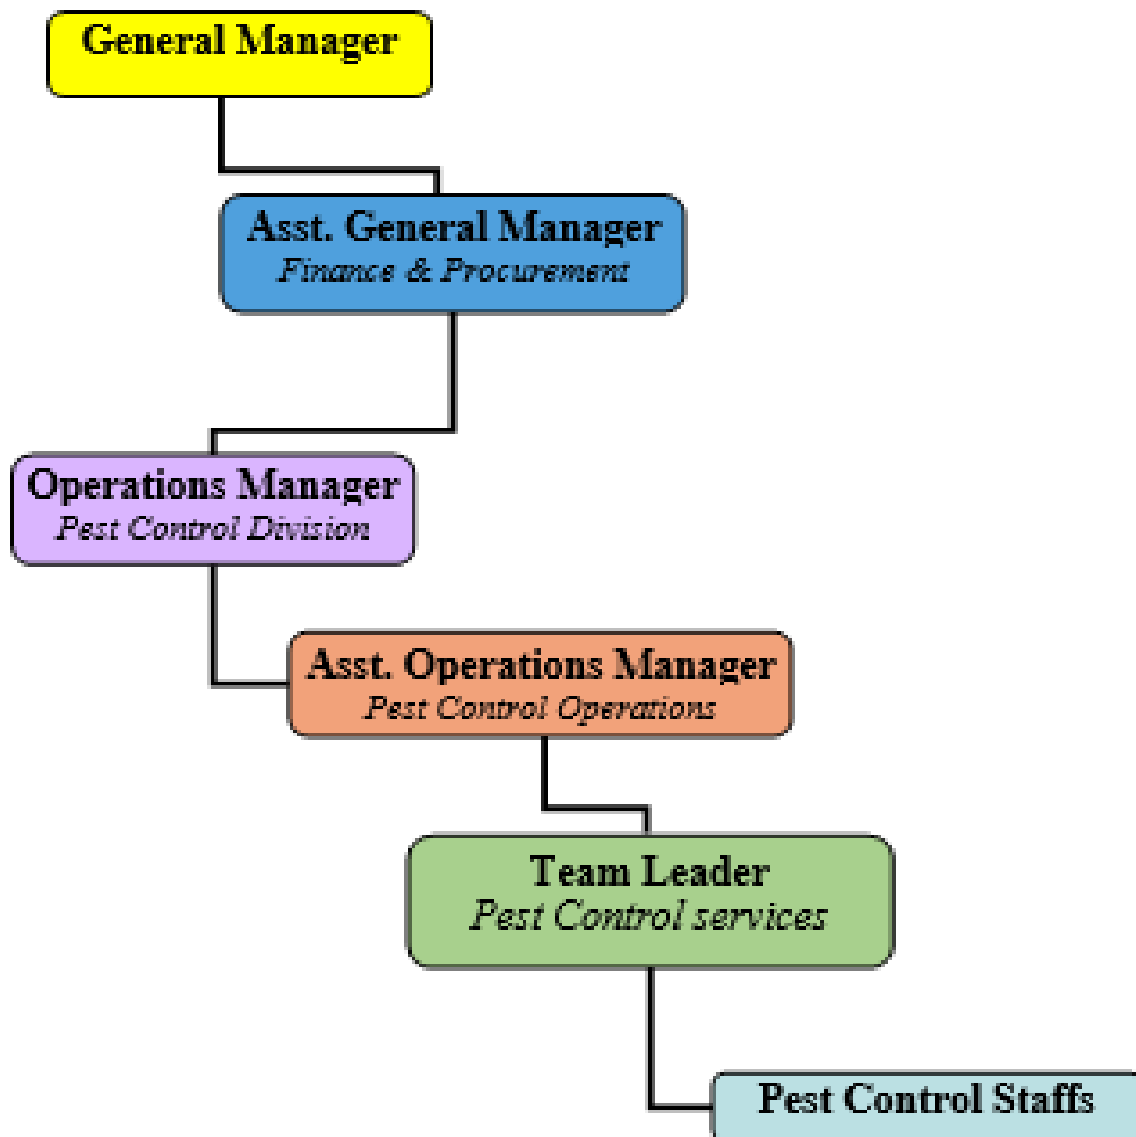 General Manager
Asst. General Manager
Finance & Procurement
Operations Manager
Pest Control Division
Asst. Operations Manager
Pest Control Operations
Team Leader
Pest Control services
Pest Control Staffs